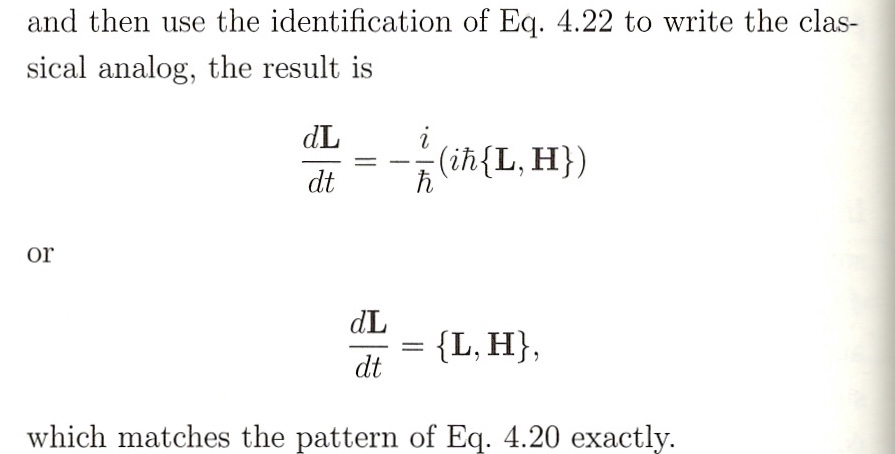 and then use the identification of Eq. 4.22 to write the clas-
sical analog, the result is
dL/dt = −i/ħ (iħ{L, H})
or
dL/dt = {L, H},
which matches the pattern of Eq. 4.20 exactly.